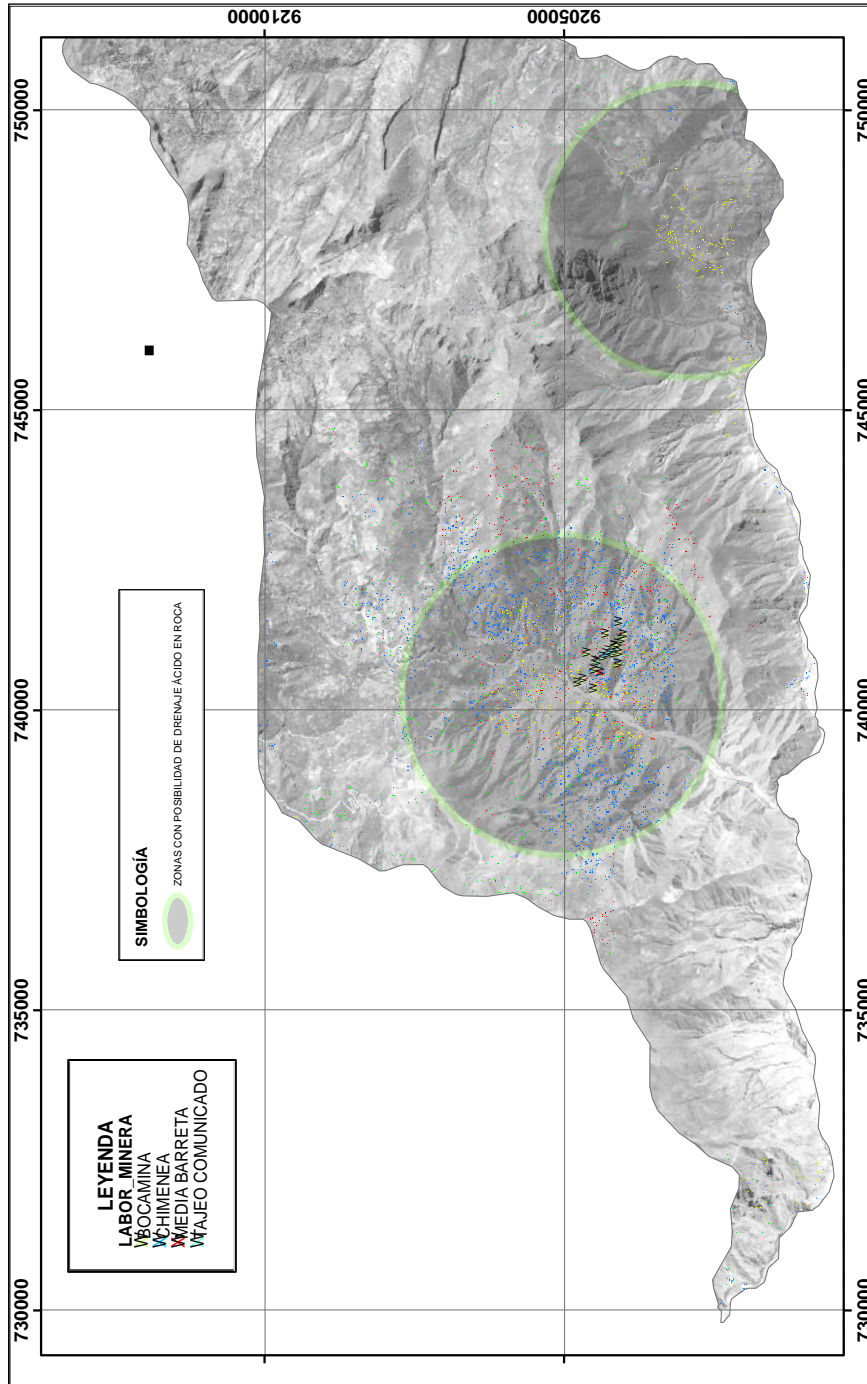 LEYENDA
LABOR_MINERA
BOCAMINA
CHIMENEA
MEDIA BARRETA
TAJEO COMUNICADO
SIMBOLOGÍA
ZONAS CON POSIBILIDAD DE DRENAJE ÁCIDO EN ROCA
730000
735000
740000
745000
750000
9210000
9205000
730000
735000
740000
745000
750000